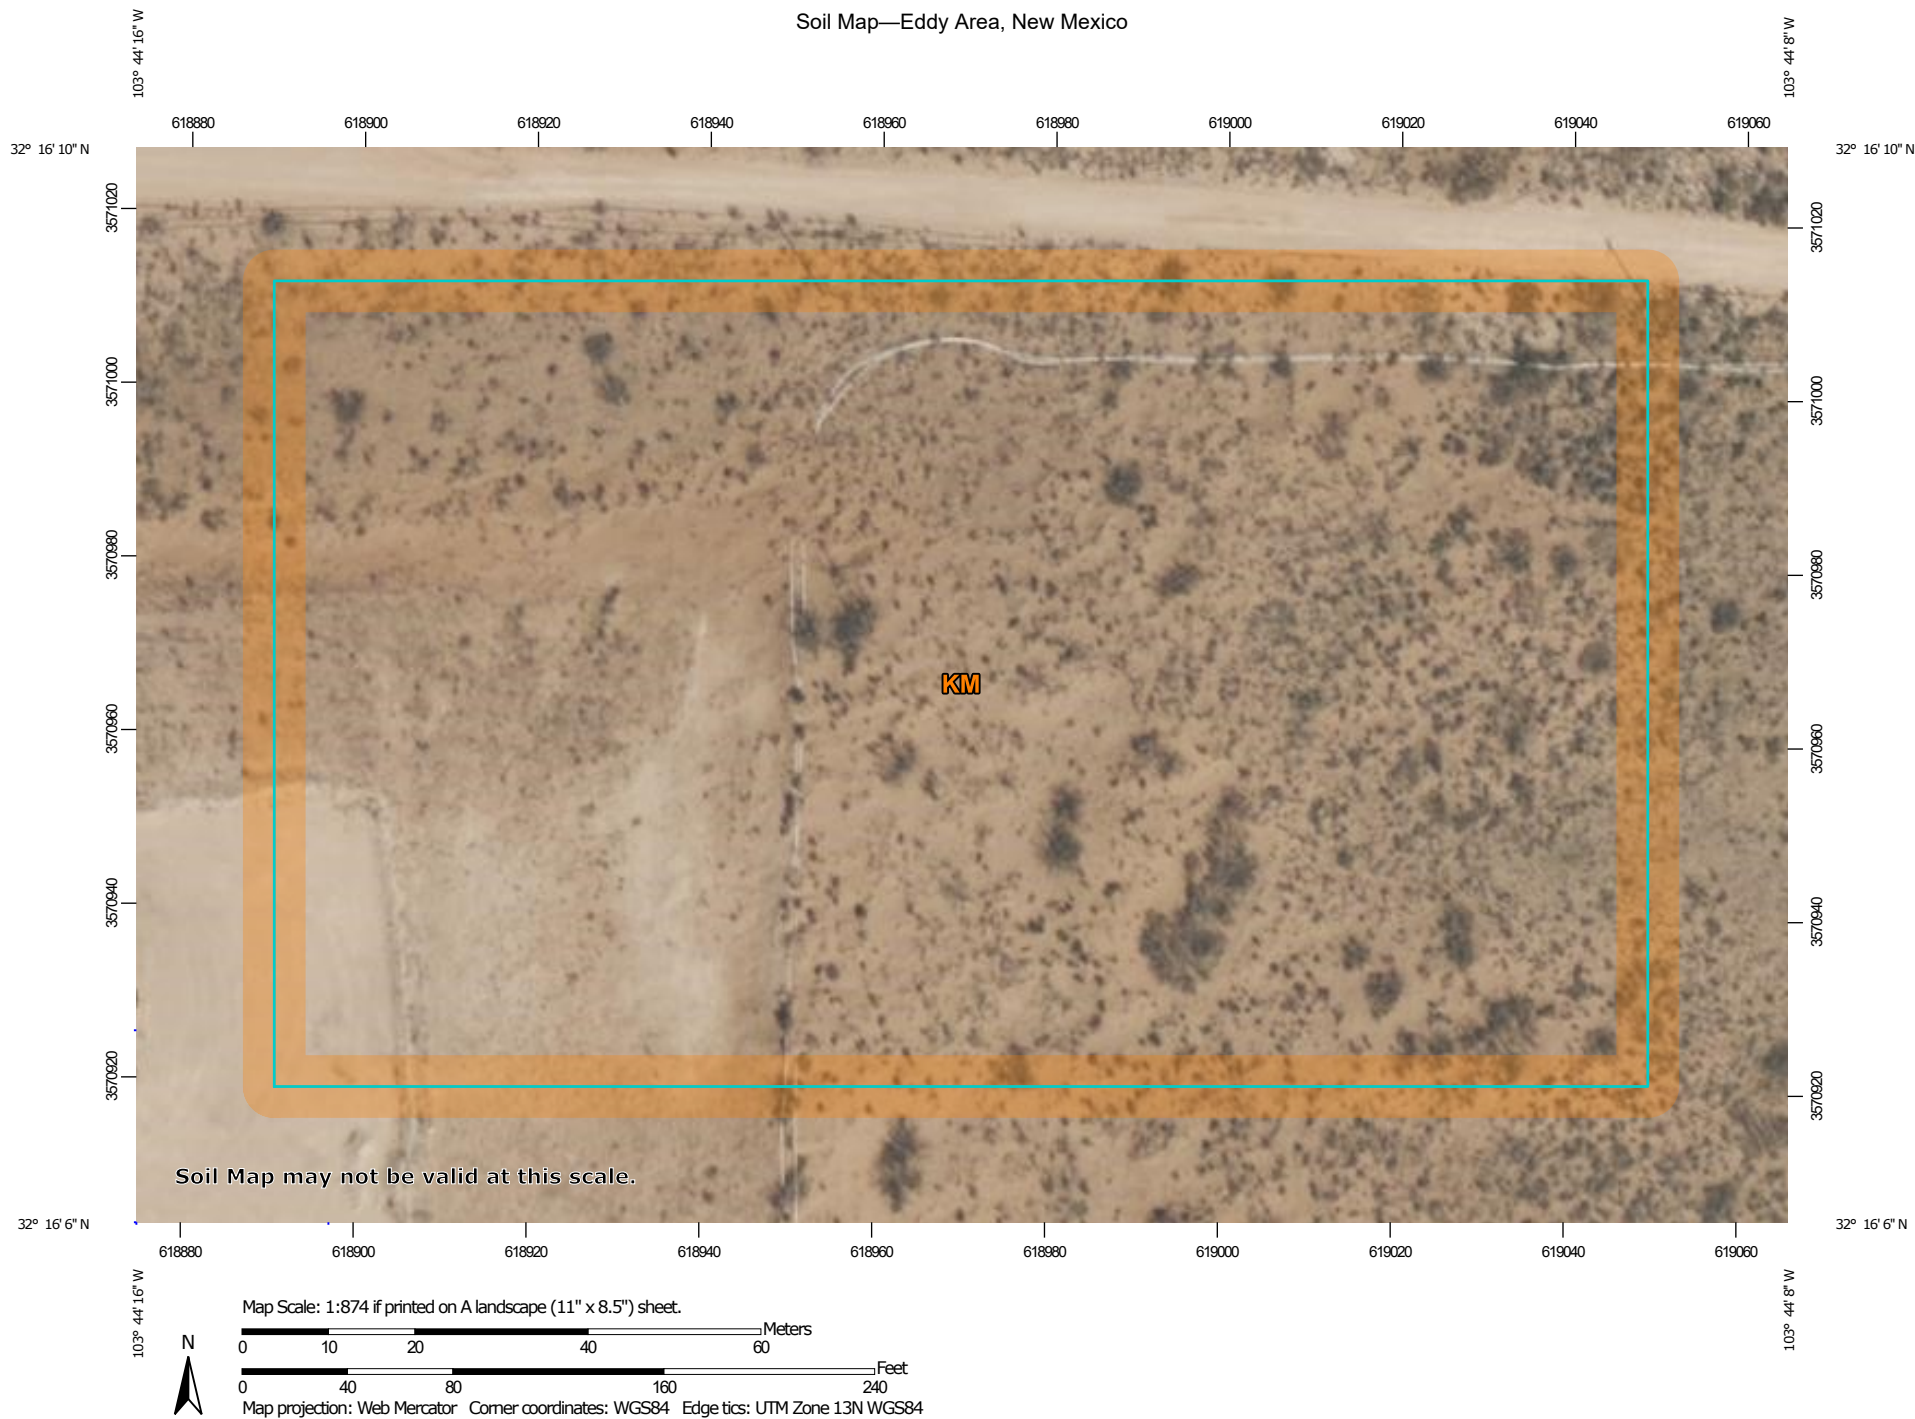 Soil Map—Eddy Area, New Mexico
103° 44' 16" W
103° 44' 8" W
618880 618900 618920 618940 618960 618980 619000 619020 619040 619060
32° 16' 10" N
32° 16' 10" N
3571020
3571020
3571000
3571000
3570980
3570980
KM
3570960
3570960
3570940
3570940
3570920
3570920
Soil Map may not be valid at this scale.
32° 16' 6" N
32° 16' 6" N
618880 618900 618920 618940 618960 618980 619000 619020 619040 619060
103° 44' 16" W
103° 44' 8" W
Map Scale: 1:874 if printed on A landscape (11" x 8.5") sheet.
Meters
N
0 10 20 40 60
Feet
0 40 80 160 240
Map projection: Web Mercator Corner coordinates: WGS84 Edge tics: UTM Zone 13N WGS84